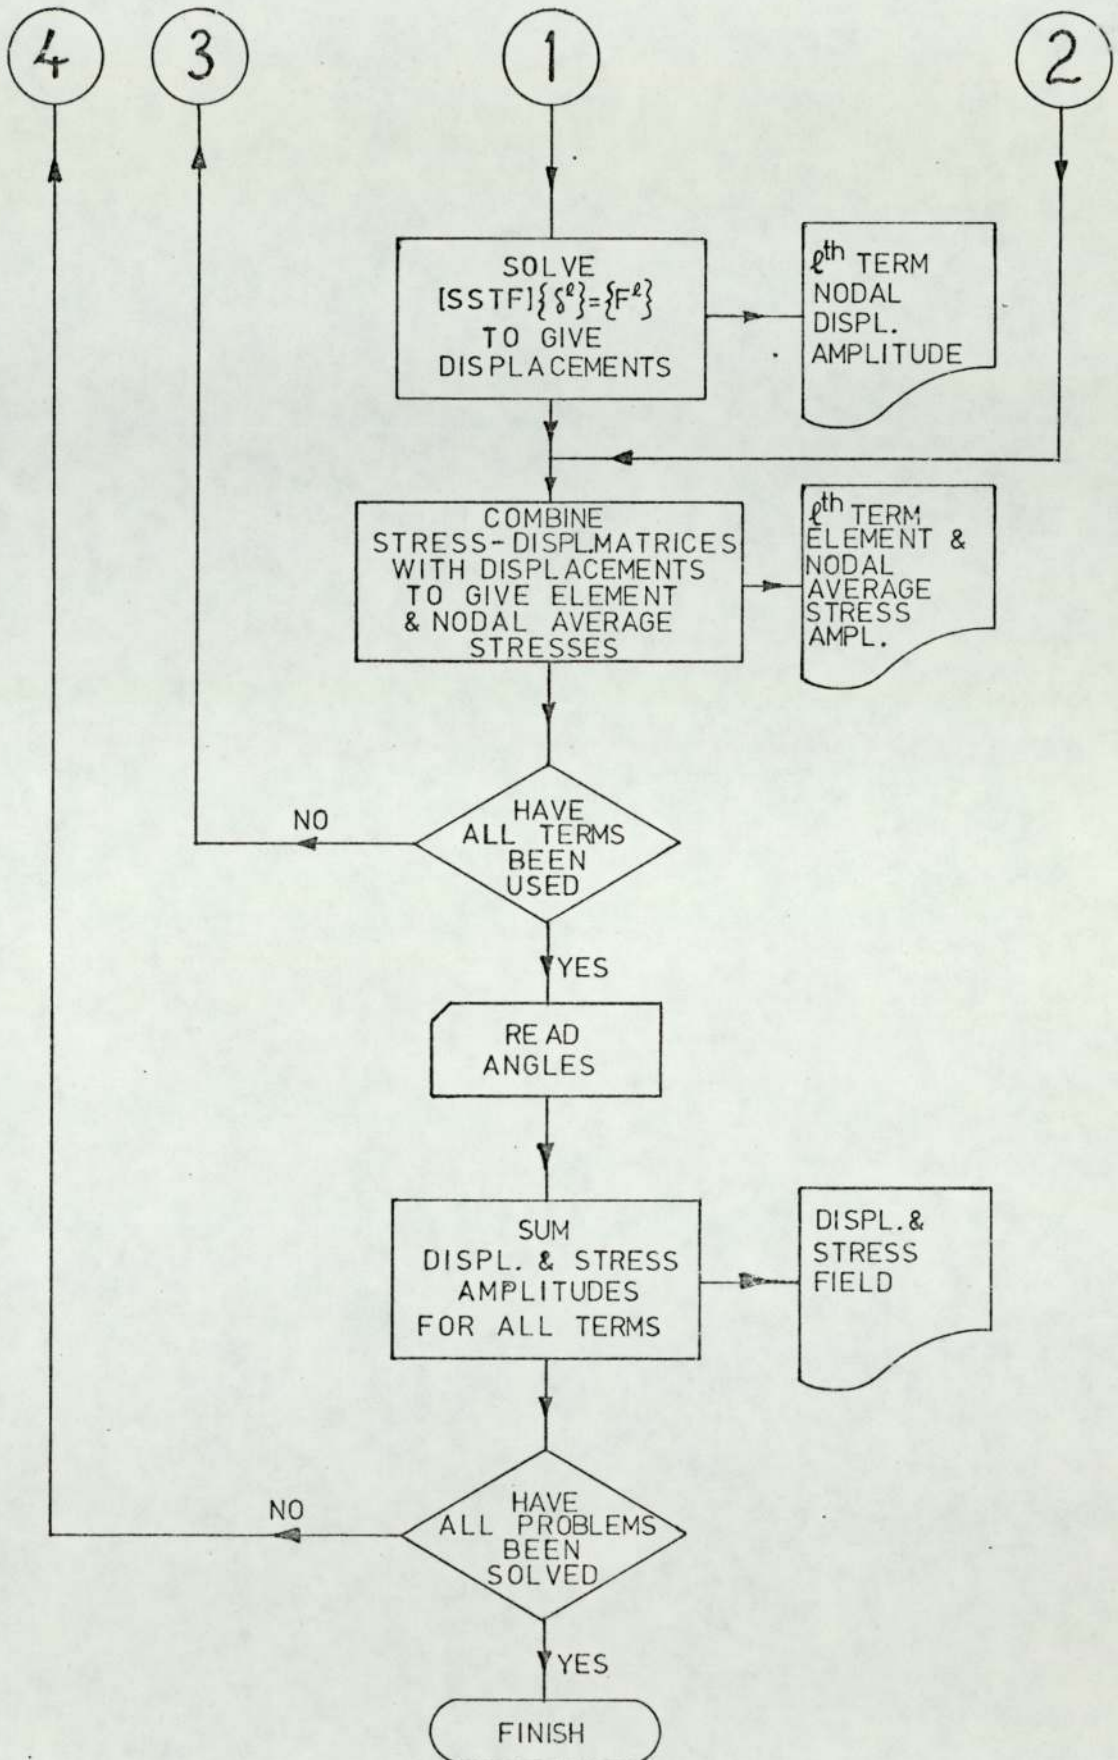 4
3
1
2
SOLVE
[SSTF]{δℓ}={Fℓ}
TO GIVE
DISPLACEMENTS
ℓth TERM
NODAL
DISPL.
AMPLITUDE
COMBINE
STRESS-DISPL.MATRICES
WITH DISPLACEMENTS
TO GIVE ELEMENT
& NODAL AVERAGE
STRESSES
ℓth TERM
ELEMENT &
NODAL
AVERAGE
STRESS
AMPL.
HAVE
ALL TERMS
BEEN
USED
NO
YES
READ
ANGLES
SUM
DISPL. & STRESS
AMPLITUDES
FOR ALL TERMS
DISPL. &
STRESS
FIELD
HAVE
ALL PROBLEMS
BEEN
SOLVED
NO
YES
FINISH